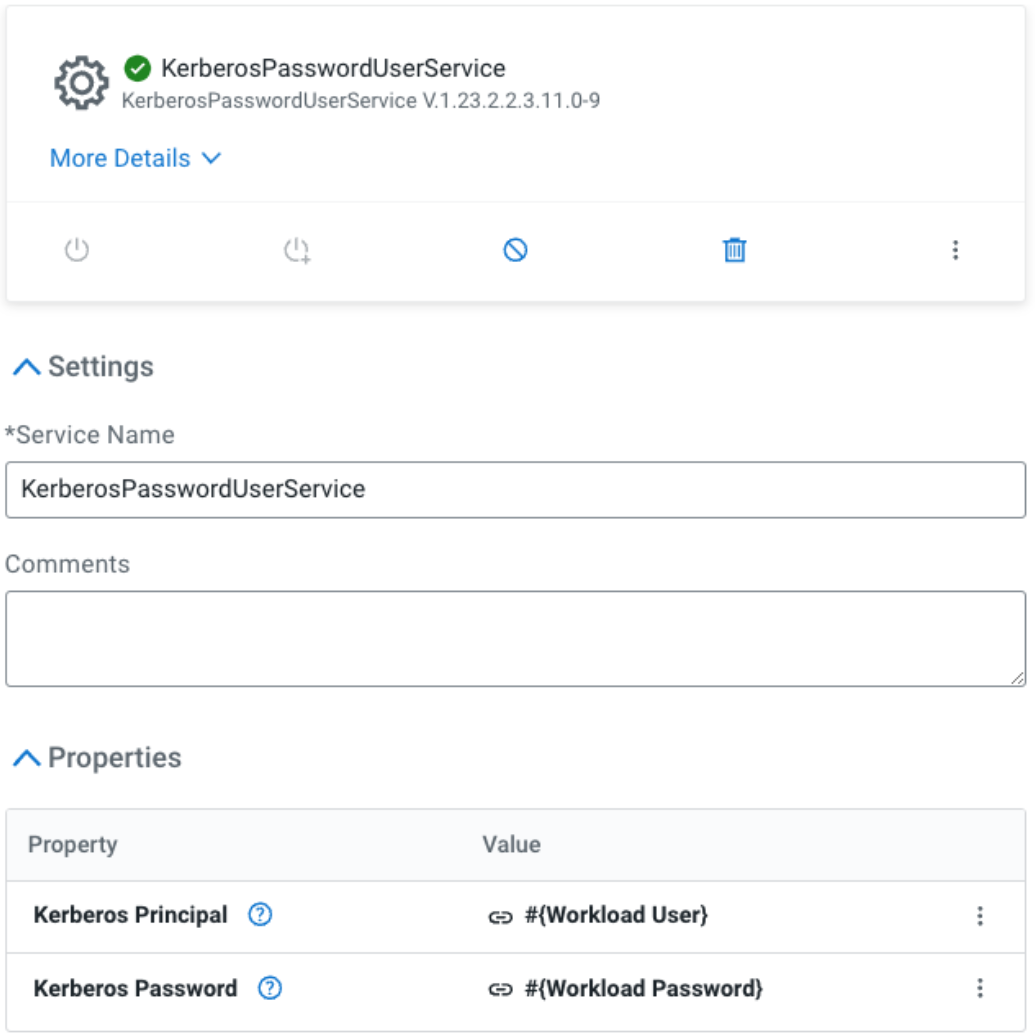 KerberosPasswordUserService
KerberosPasswordUserService V.1.23.2.2.3.11.0-9
More Details
Settings
*Service Name
KerberosPasswordUserService
Comments
Properties
Property Value
Kerberos Principal #{Workload User}
Kerberos Password #{Workload Password}